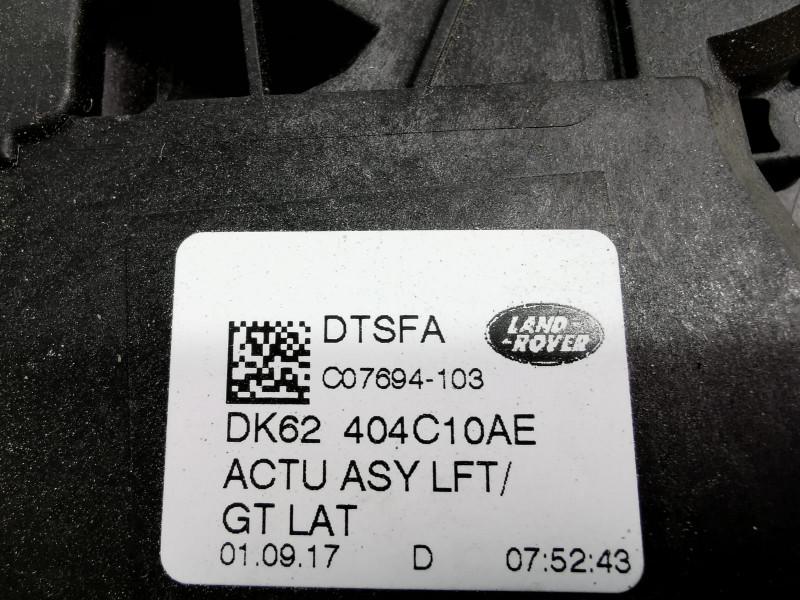 DTSFA
LAND-
-ROVER
C07694-103
DK62 404C10AE
ACTU ASY LFT/
GT LAT
01.09.17 D 07:52:43